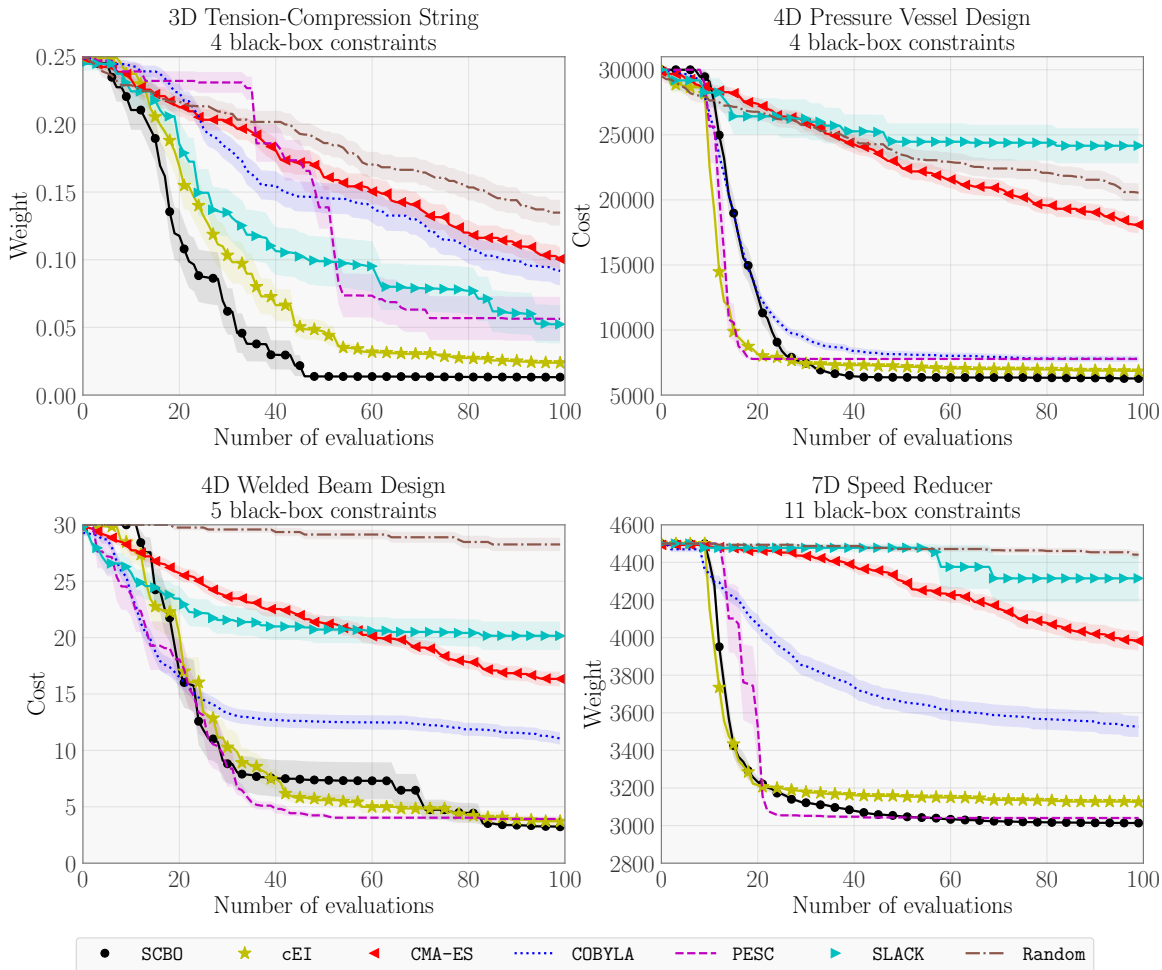 3D Tension-Compression String
4 black-box constraints
0.25
0.20
0.15
0.10
0.05
0.00
Weight
0 20 40 60 80 100
Number of evaluations
4D Pressure Vessel Design
4 black-box constraints
30000
25000
20000
15000
10000
5000
Cost
0 20 40 60 80 100
Number of evaluations
4D Welded Beam Design
5 black-box constraints
30
25
20
15
10
5
0
Cost
0 20 40 60 80 100
Number of evaluations
7D Speed Reducer
11 black-box constraints
4600
4400
4200
4000
3800
3600
3400
3200
3000
2800
Weight
0 20 40 60 80 100
Number of evaluations
SCBO cEI CMA-ES COBYLA PESC SLACK Random